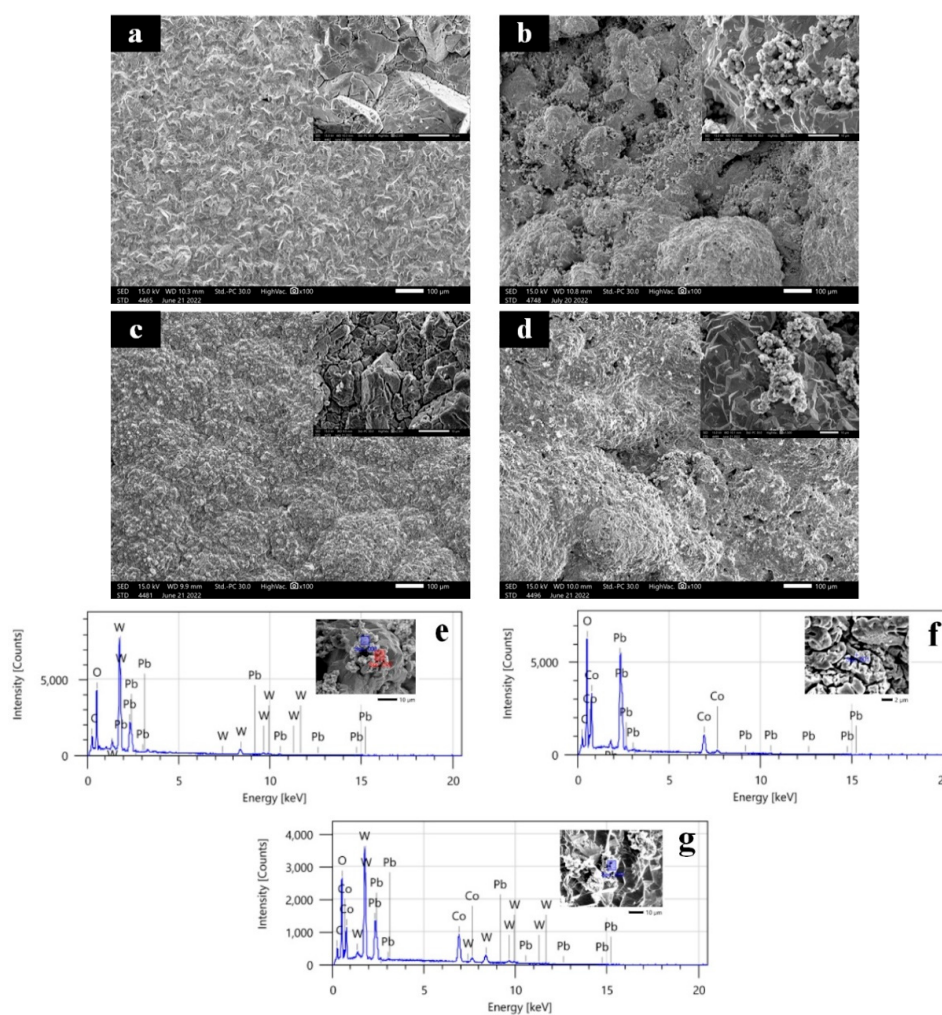 a
b
SED 15.0 kV WD 10.3 mm Std.-PC 30.0 HighVac. x100 100 μm
STD 4465 June 21 2022
SED 15.0 kV WD 10.8 mm Std.-PC 30.0 HighVac. x100 100 μm
STD 4748 July 20 2022
c
d
SED 15.0 kV WD 9.9 mm Std.-PC 30.0 HighVac. x100 100 μm
STD 4481 June 21 2022
SED 15.0 kV WD 10.0 mm Std.-PC 30.0 HighVac. x100 100 μm
STD 4496 June 21 2022
e
Intensity [Counts]
5,000
0
C O W W W Pb Pb Pb Pb Pb W W Pb W W Pb W W Pb Pb Pb
10 μm
0 5 10 15 20
Energy [keV]
f
Intensity [Counts]
5,000
0
O Co Pb Pb Pb Co Co Pb Pb Pb Pb Pb
2 μm
0 5 10 15
Energy [keV]
g
Intensity [Counts]
4,000
3,000
2,000
1,000
0
O Co C W W W Pb Pb Pb Pb Co Co W W Pb W W Pb W W Pb Pb Pb
10 μm
0 5 10 15 20
Energy [keV]